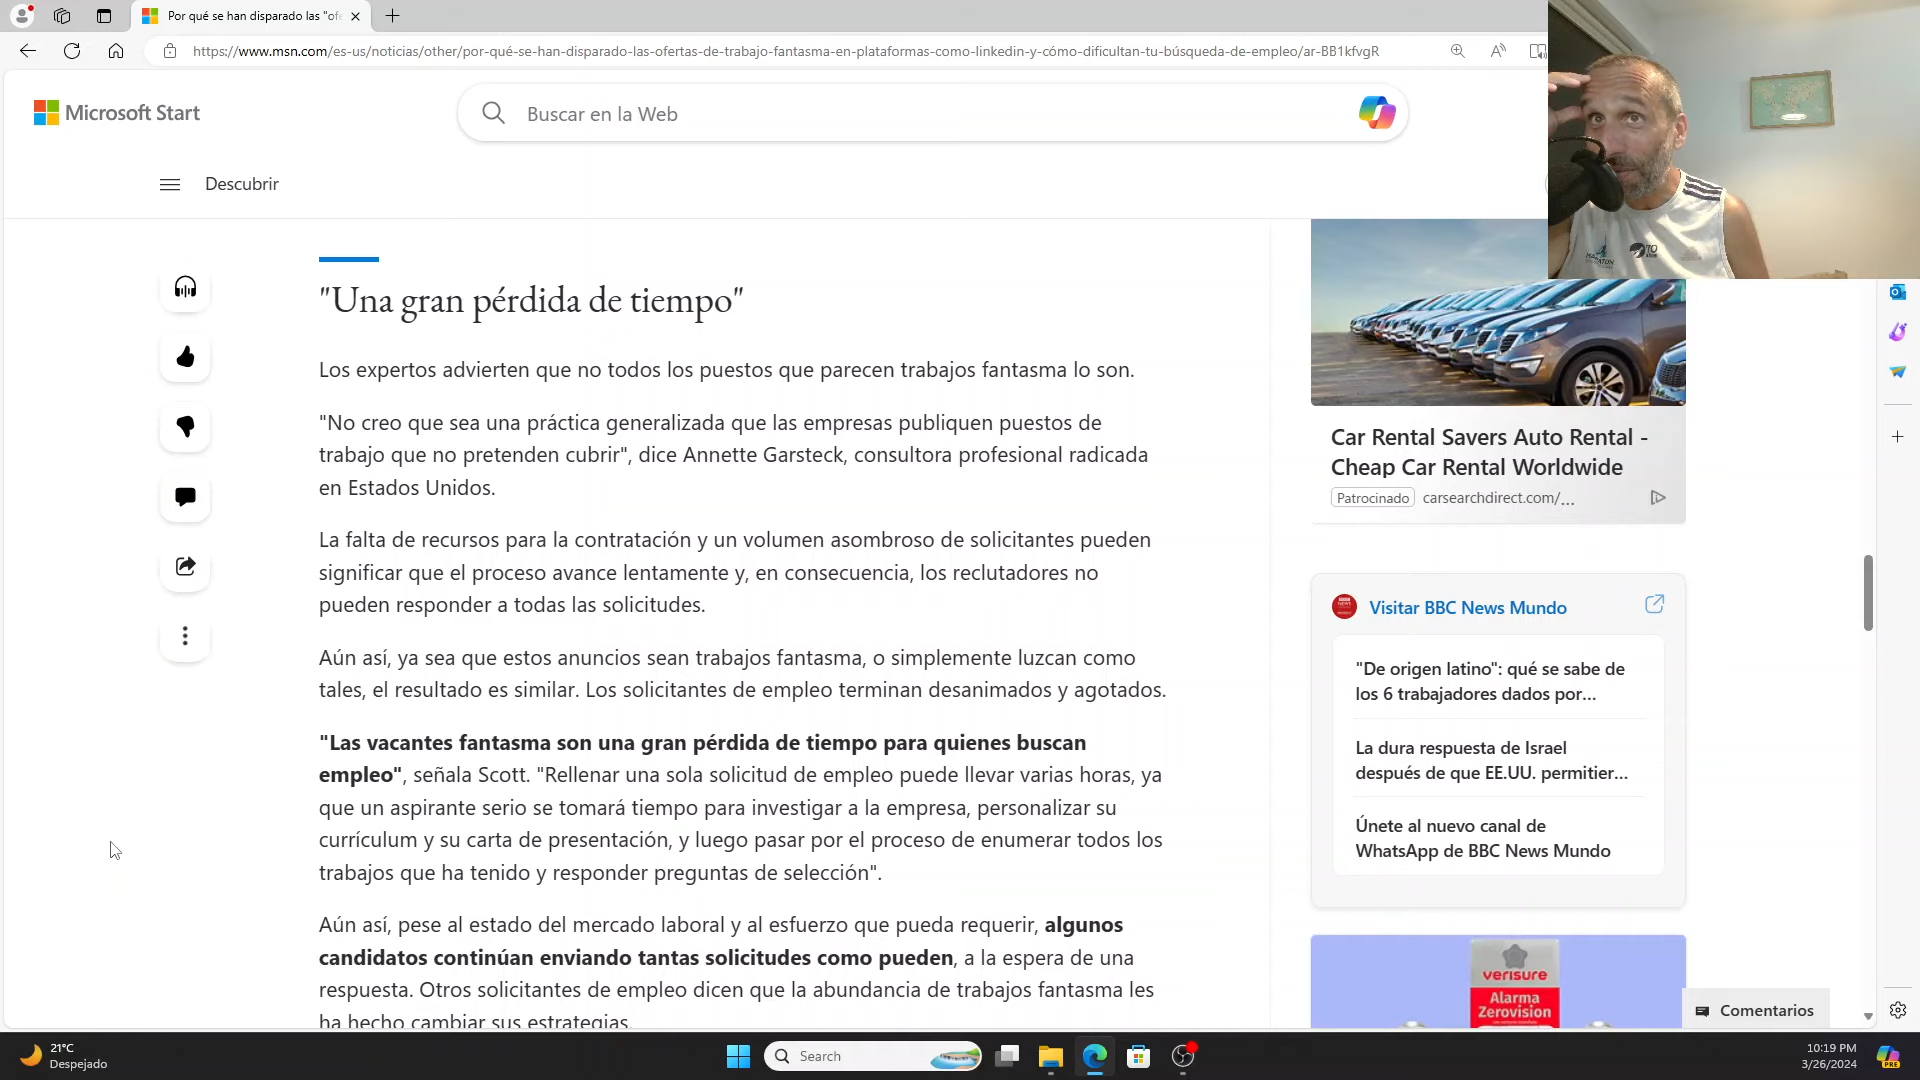 Por qué se han disparado las "ofe
https://www.msn.com/es-us/noticias/other/por-qué-se-han-disparado-las-ofertas-de-trabajo-fantasma-en-plataformas-como-linkedin-y-cómo-dificultan-tu-búsqueda-de-empleo/ar-BB1kfvgR
Microsoft Start
Buscar en la Web
Descubrir
"Una gran pérdida de tiempo"
Los expertos advierten que no todos los puestos que parecen trabajos fantasma lo son.
"No creo que sea una práctica generalizada que las empresas publiquen puestos de
trabajo que no pretenden cubrir", dice Annette Garsteck, consultora profesional radicada
en Estados Unidos.
La falta de recursos para la contratación y un volumen asombroso de solicitantes pueden
significar que el proceso avance lentamente y, en consecuencia, los reclutadores no
pueden responder a todas las solicitudes.
Aún así, ya sea que estos anuncios sean trabajos fantasma, o simplemente luzcan como
tales, el resultado es similar. Los solicitantes de empleo terminan desanimados y agotados.
"Las vacantes fantasma son una gran pérdida de tiempo para quienes buscan
empleo", señala Scott. "Rellenar una sola solicitud de empleo puede llevar varias horas, ya
que un aspirante serio se tomará tiempo para investigar a la empresa, personalizar su
currículum y su carta de presentación, y luego pasar por el proceso de enumerar todos los
trabajos que ha tenido y responder preguntas de selección".
Aún así, pese al estado del mercado laboral y al esfuerzo que pueda requerir, algunos
candidatos continúan enviando tantas solicitudes como pueden, a la espera de una
respuesta. Otros solicitantes de empleo dicen que la abundancia de trabajos fantasma les
ha hecho cambiar sus estrategias.
Car Rental Savers Auto Rental -
Cheap Car Rental Worldwide
Patrocinado carsearchdirect.com/...
Visitar BBC News Mundo
"De origen latino": qué se sabe de
los 6 trabajadores dados por...
La dura respuesta de Israel
después de que EE.UU. permitier...
Únete al nuevo canal de
WhatsApp de BBC News Mundo
verisure
Alarma
Zerovision
Comentarios
21°C
Despejado
Search
10:19 PM
3/26/2024